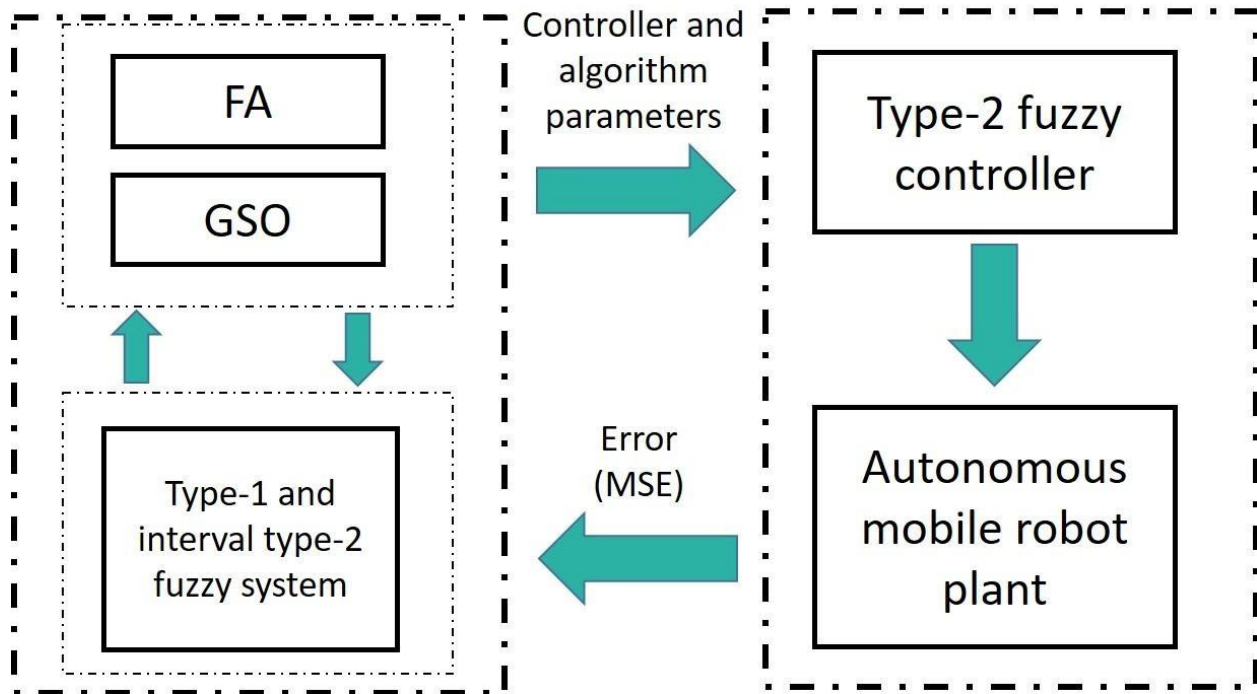 FA
GSO
Type-1 and
interval type-2
fuzzy system
Controller and
algorithm
parameters
Error
(MSE)
Type-2 fuzzy
controller
Autonomous
mobile robot
plant